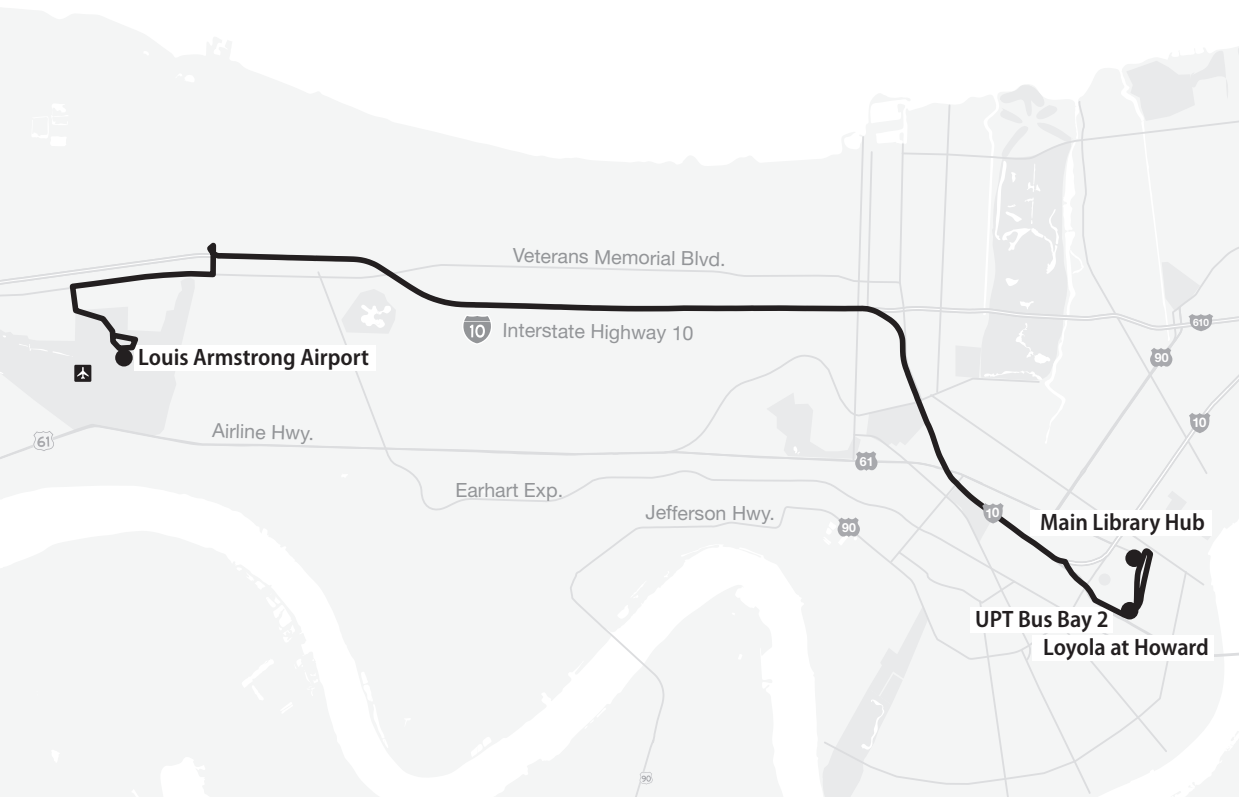 Veterans Memorial Blvd.
610
10
Interstate Highway 10
90
Louis Armstrong Airport
10
Airline Hwy.
61
61
Earhart Exp.
Jefferson Hwy.
10
90
Main Library Hub
UPT Bus Bay 2
Loyola at Howard
90